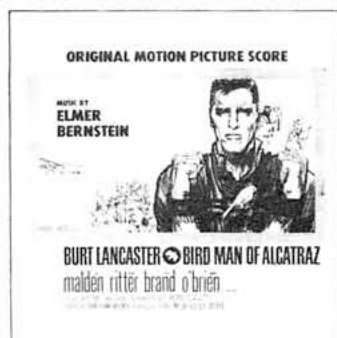 ORIGINAL MOTION PICTURE SCORE
MUSIC BY
ELMER
BERNSTEIN
BURT LANCASTER BIRD MAN OF ALCATRAZ
malden ritter brand o'brien